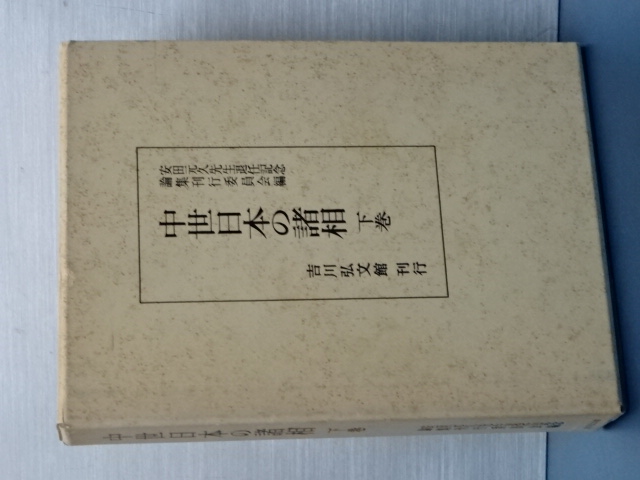 安田元久先生退任記念
論集刊行委員会編
中世日本の諸相 下巻
吉川弘文館刊行
中世日本の諸相 下巻